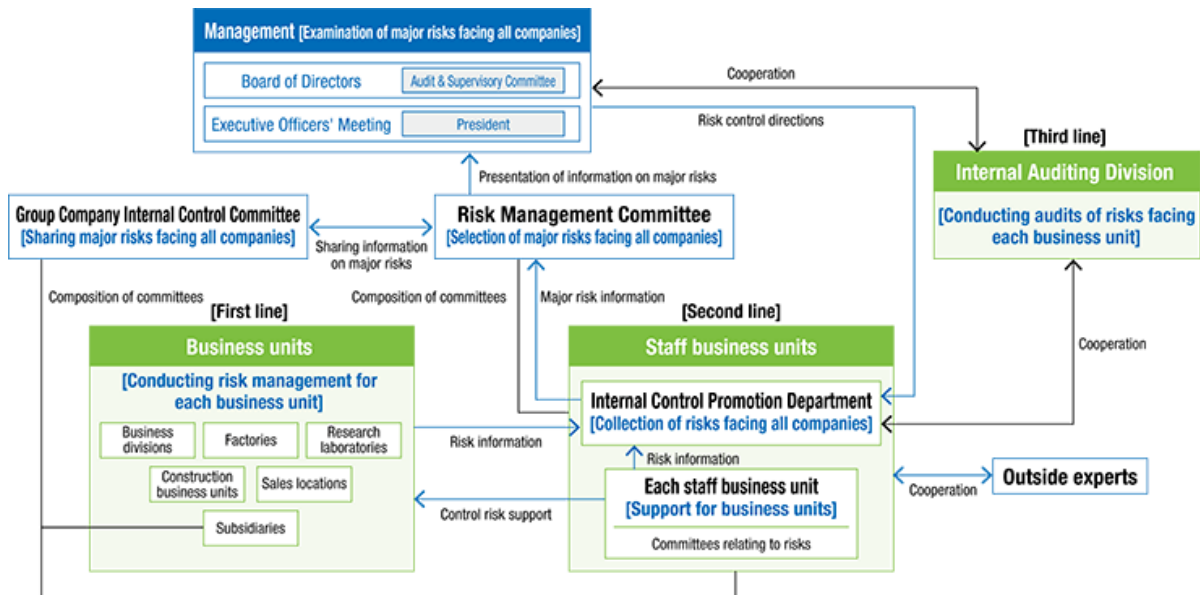 Management [Examination of major risks facing all companies]
Board of Directors
Audit & Supervisory Committee
Executive Officers' Meeting
President
Cooperation
Risk control directions
[Third line]
Internal Auditing Division
[Conducting audits of risks facing
each business unit]
Presentation of information on major risks
Group Company Internal Control Committee
[Sharing major risks facing all companies]
Sharing information
on major risks
Risk Management Committee
[Selection of major risks facing all companies]
Composition of committees
Composition of committees
Major risk information
[First line]
Business units
[Conducting risk management for
each business unit]
Business
divisions
Factories
Research
laboratories
Construction
business units
Sales locations
Subsidiaries
Risk information
Control risk support
[Second line]
Staff business units
Internal Control Promotion Department
[Collection of risks facing all companies]
Risk information
Each staff business unit
[Support for business units]
Committees relating to risks
Cooperation
Cooperation
Outside experts